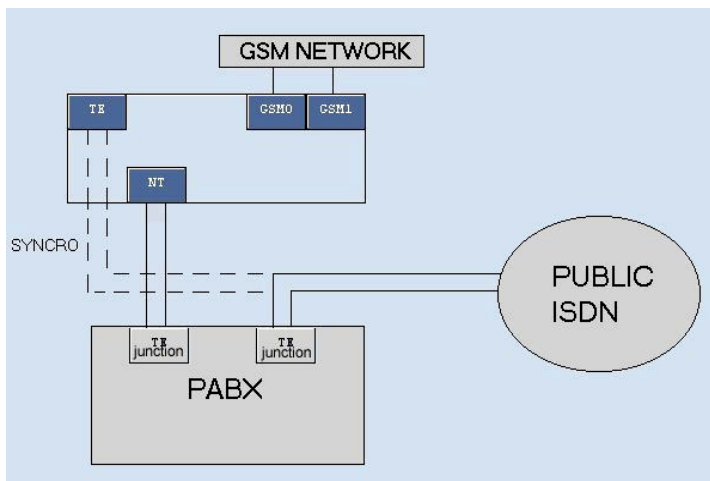 GSM NETWORK
TE
GSM0
GSM1
NT
SYNCRO
PUBLIC
ISDN
TE
junction
TE
junction
PABX